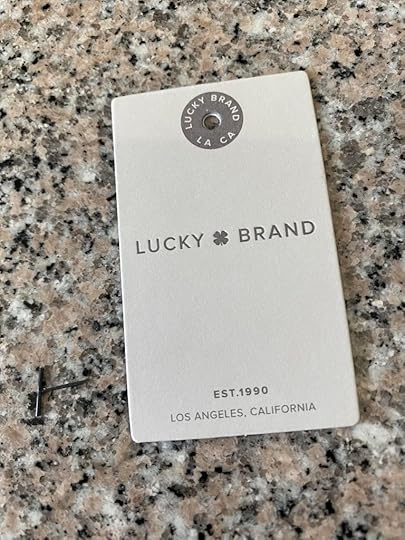 LUCKY BRAND
LA CA
LUCKY BRAND
EST.1990
LOS ANGELES, CALIFORNIA